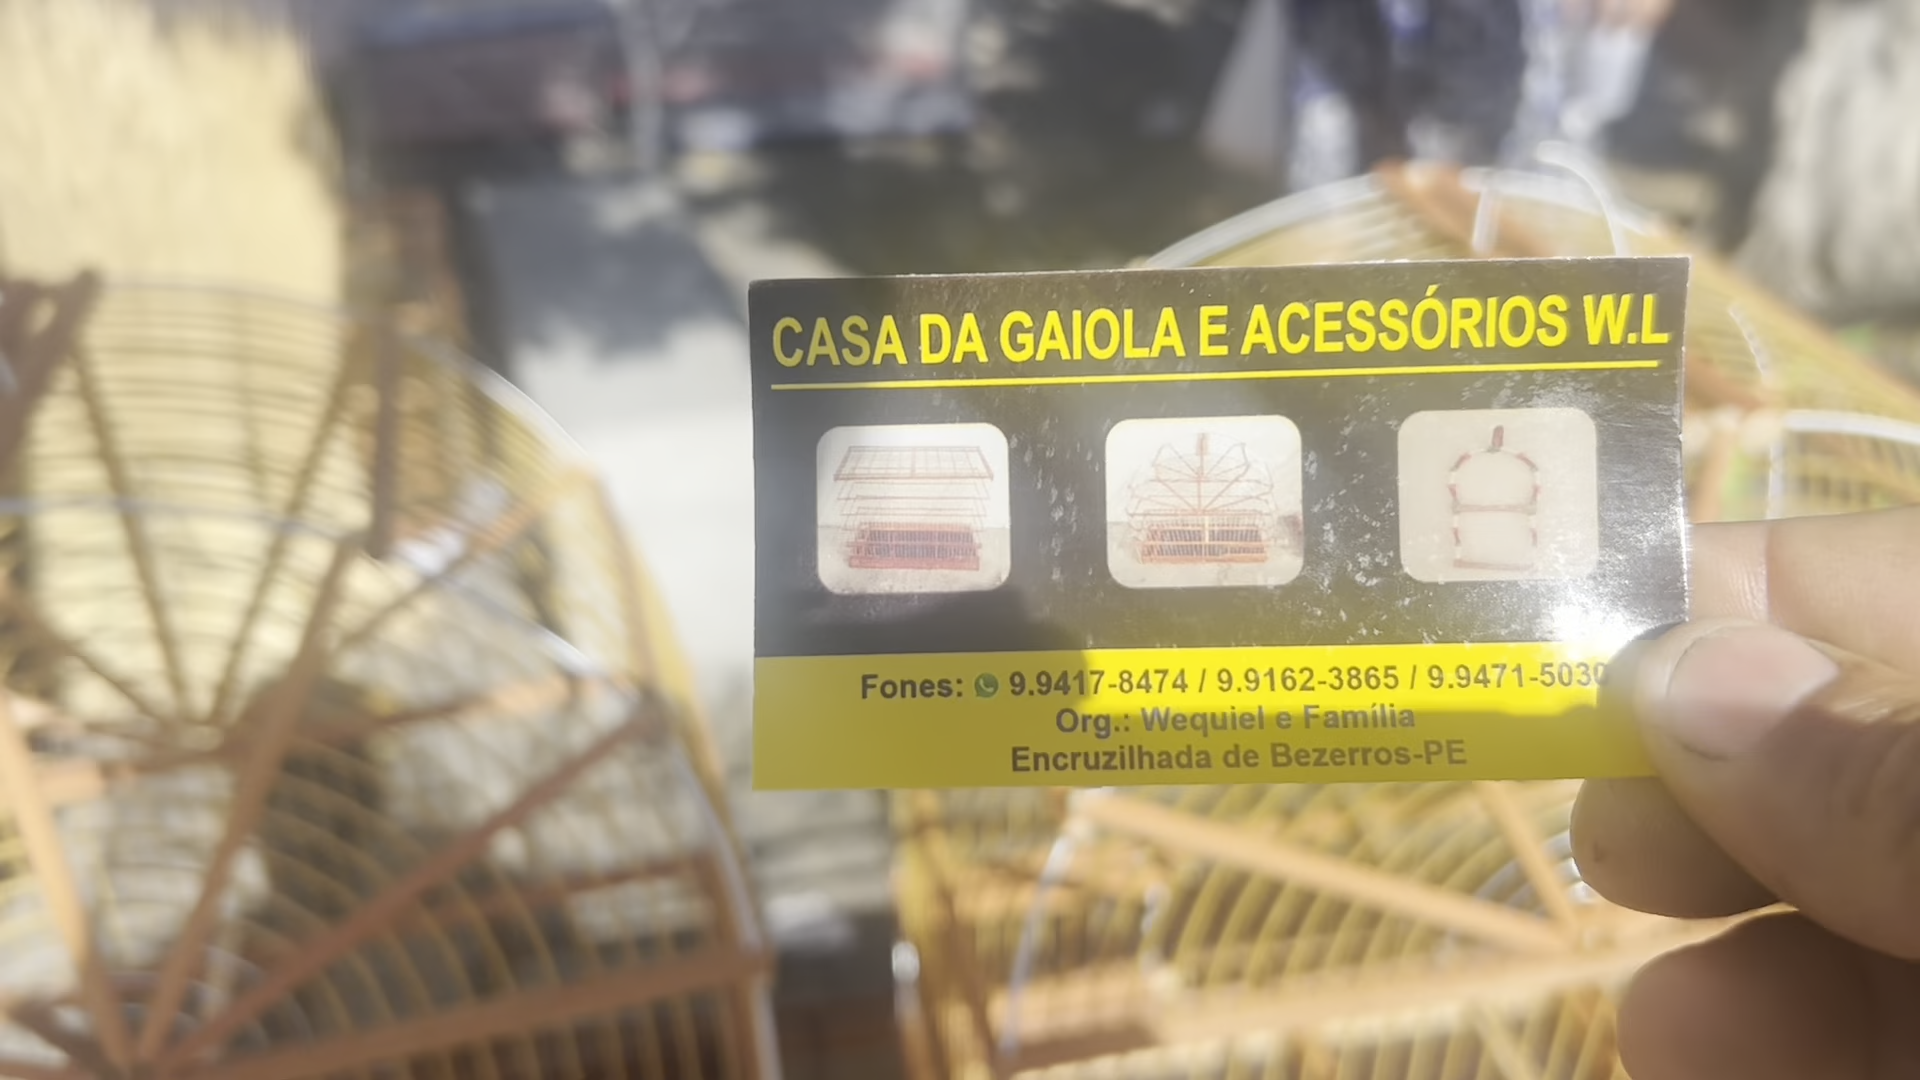 CASA DA GAIOLA E ACESSÓRIOS W.L
Fones: 9.9417-8474 / 9.9162-3865 / 9.9471-5030
Org.: Wequiel e Família
Encruzilhada de Bezerros-PE